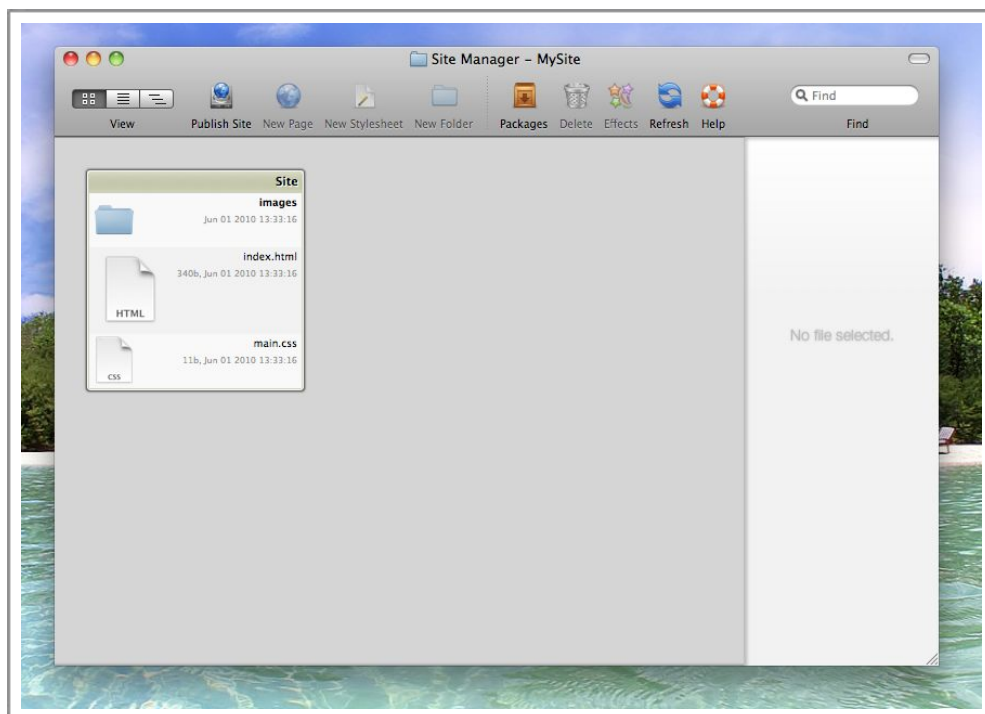 Site Manager – MySite
Find
View Publish Site New Page New Stylesheet New Folder Packages Delete Effects Refresh Help Find
Site
images
Jun 01 2010 13:33:16
index.html
340b, Jun 01 2010 13:33:16
HTML
main.css
11b, Jun 01 2010 13:33:16
CSS
No file selected.